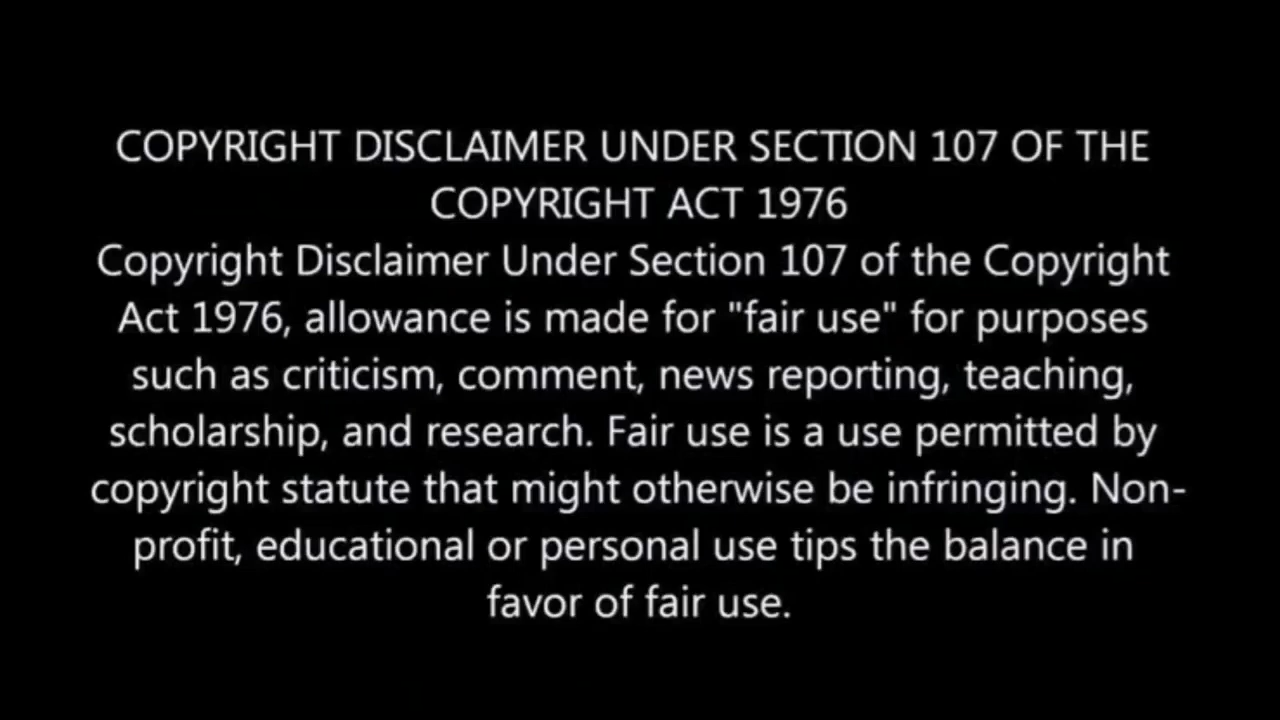 COPYRIGHT DISCLAIMER UNDER SECTION 107 OF THE
COPYRIGHT ACT 1976
Copyright Disclaimer Under Section 107 of the Copyright
Act 1976, allowance is made for "fair use" for purposes
such as criticism, comment, news reporting, teaching,
scholarship, and research. Fair use is a use permitted by
copyright statute that might otherwise be infringing. Non-
profit, educational or personal use tips the balance in
favor of fair use.